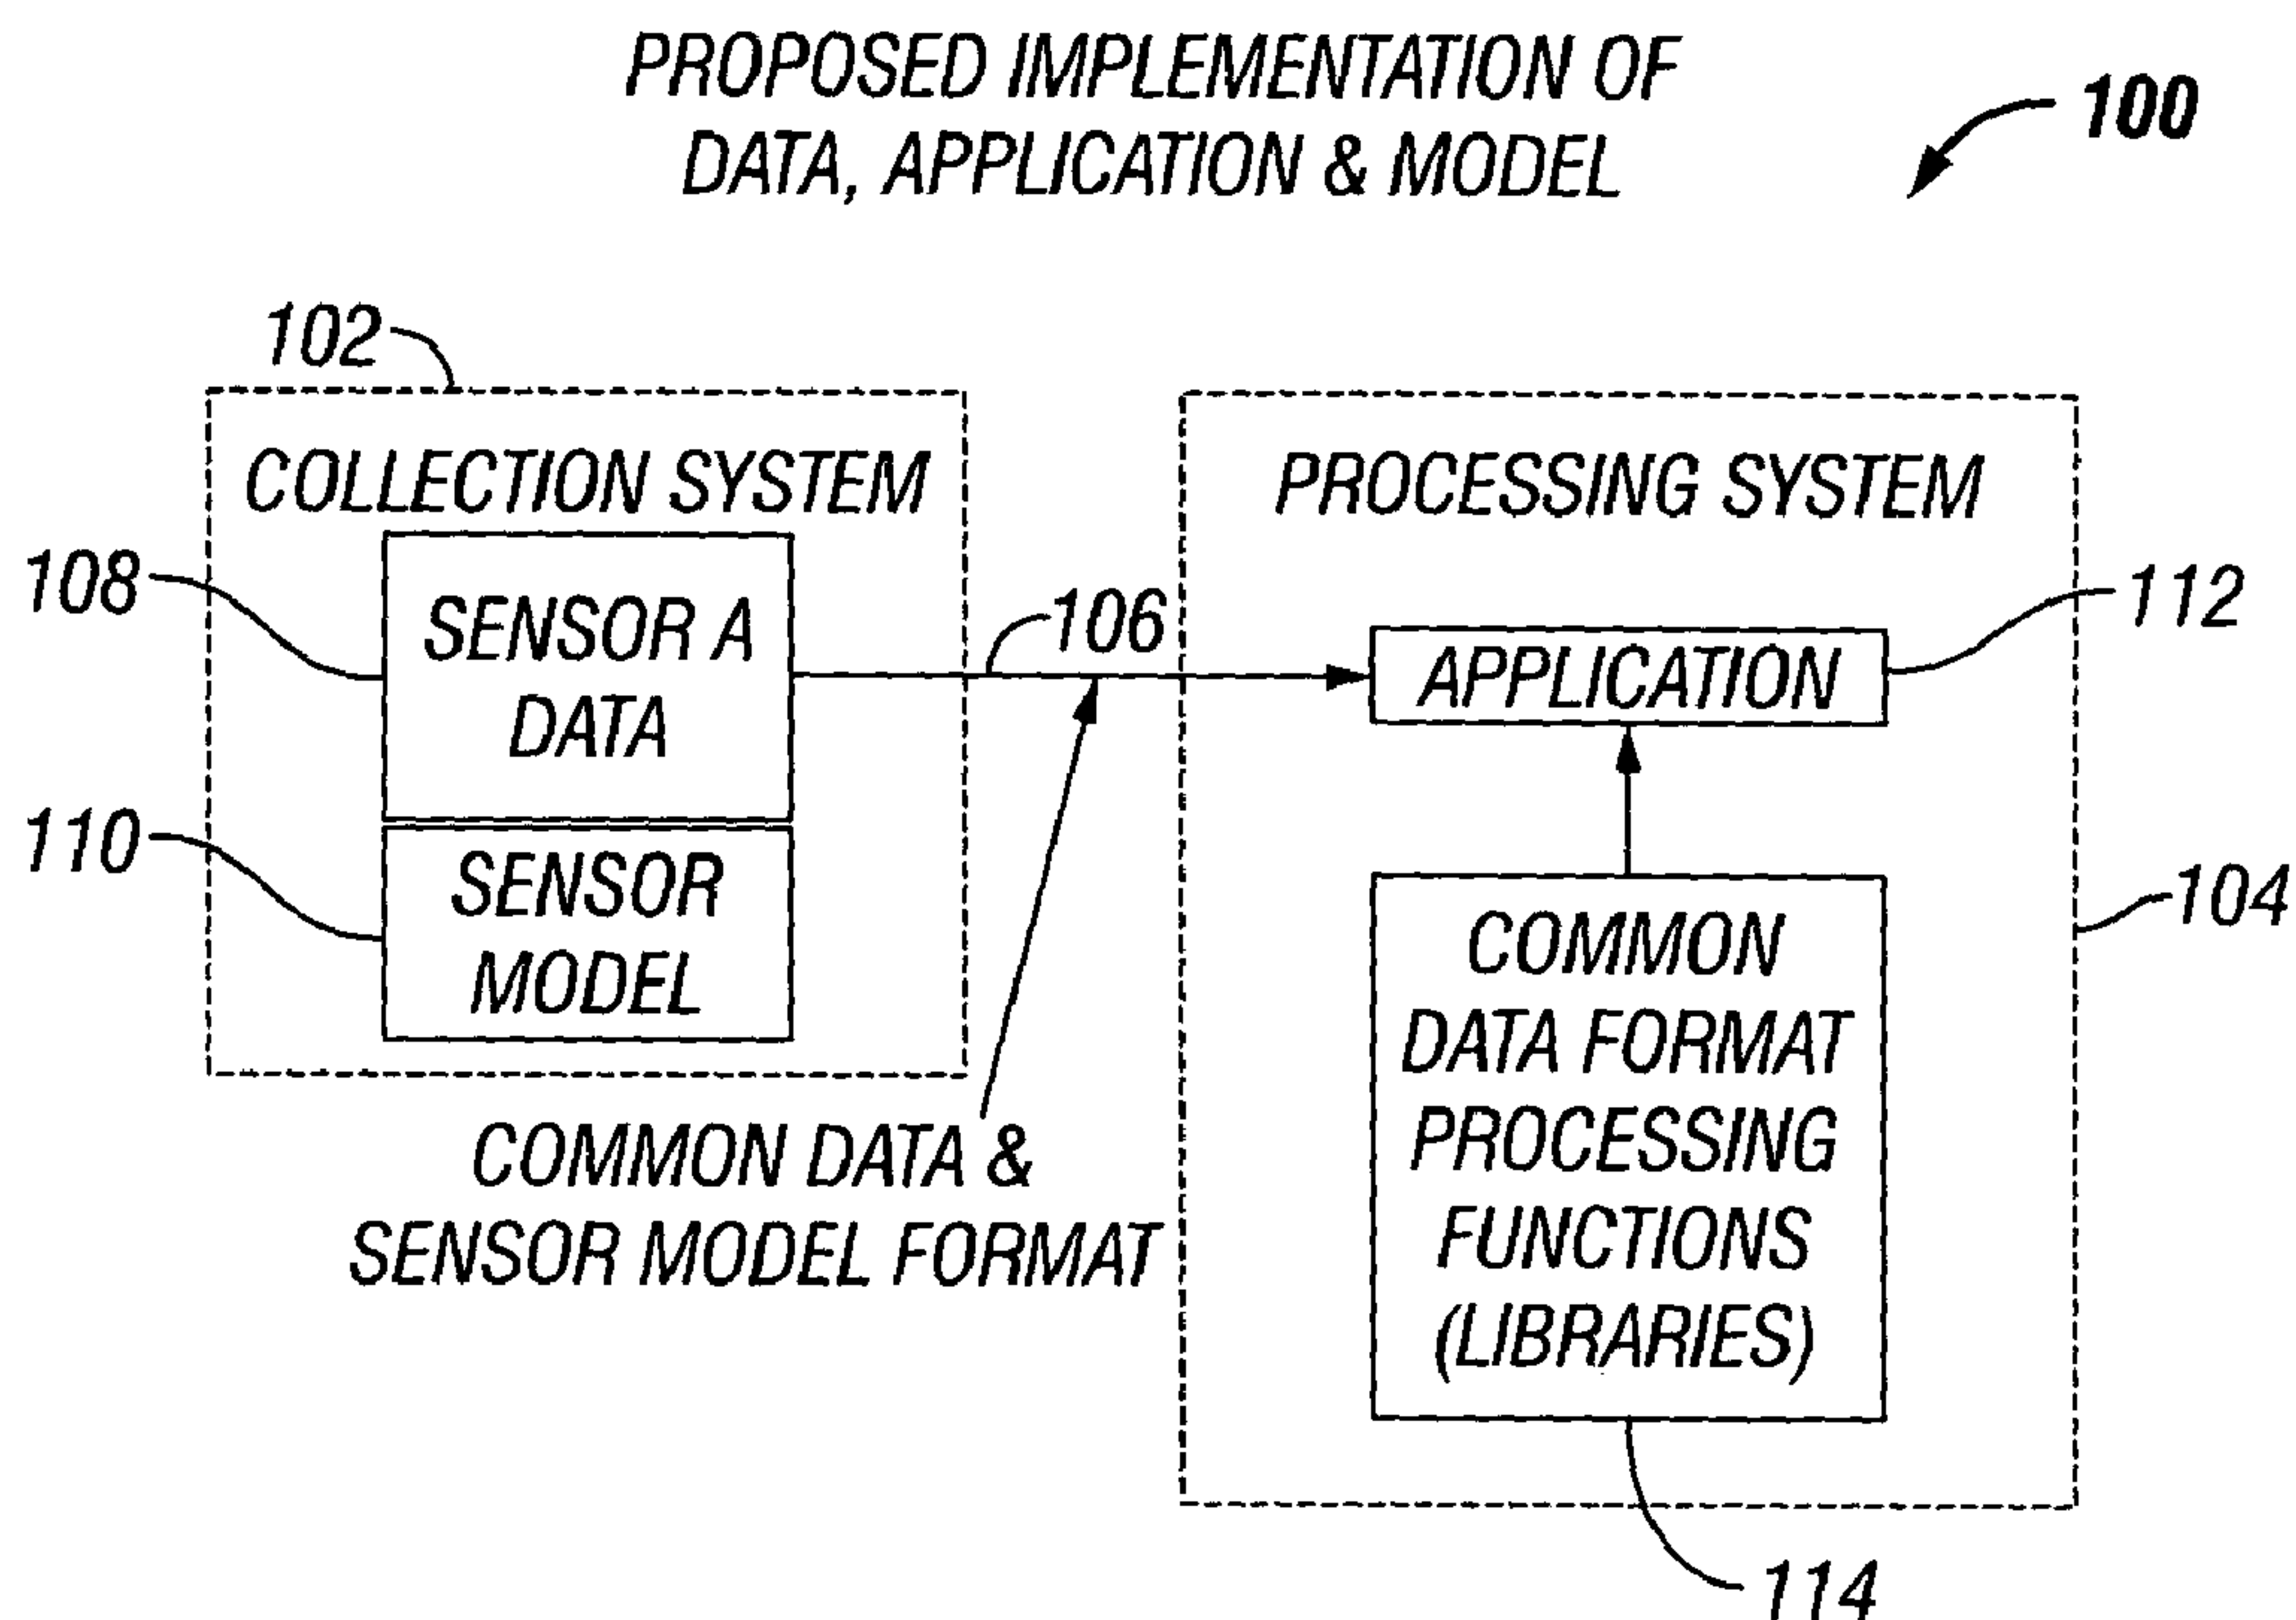 PROPOSED IMPLEMENTATION OF
DATA, APPLICATION & MODEL
100
102
COLLECTION SYSTEM
PROCESSING SYSTEM
108
SENSOR A
DATA
106
112
APPLICATION
110
SENSOR
MODEL
104
COMMON
DATA FORMAT
PROCESSING
FUNCTIONS
(LIBRARIES)
COMMON DATA &
SENSOR MODEL FORMAT
114